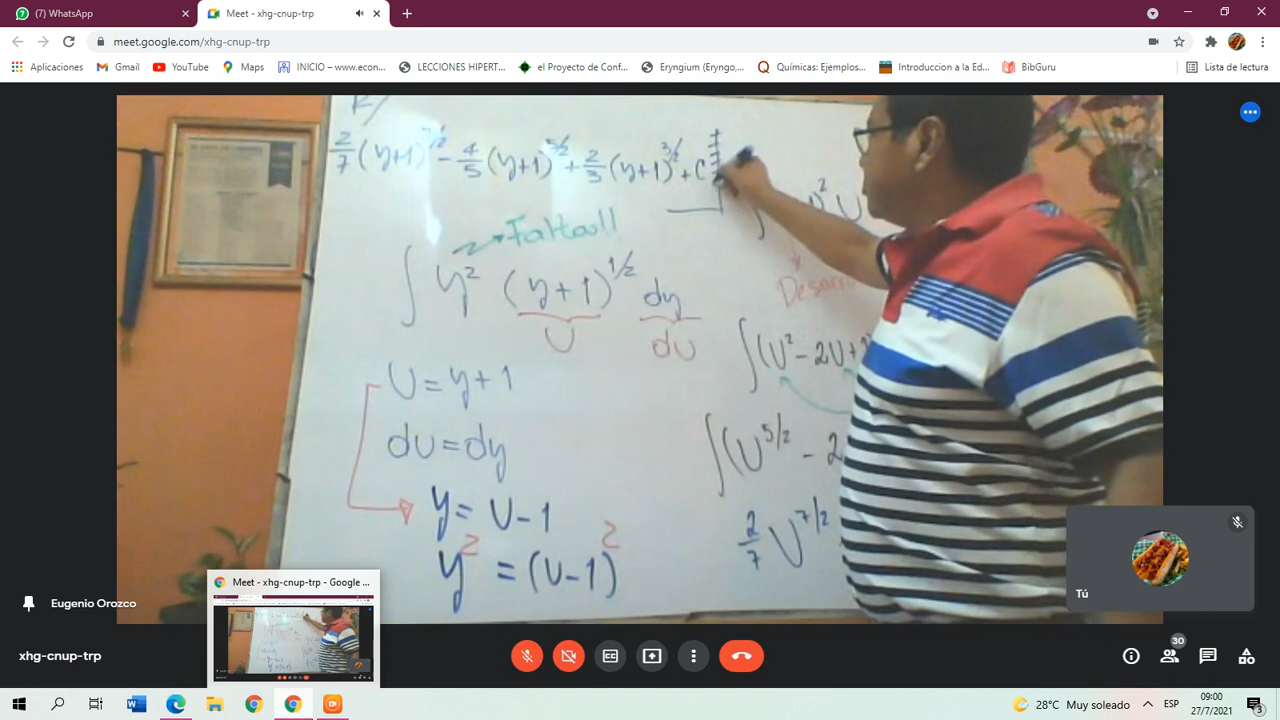 (7) WhatsApp
Meet - xhg-cnup-trp
meet.google.com/xhg-cnup-trp
Aplicaciones
Gmail
YouTube
Maps
INICIO – www.econ...
LECCIONES HIPERT...
el Proyecto de Conf...
Eryngium (Eryngo,...
Químicas: Ejemplos...
Introduccion a la Ed...
BibGuru
Lista de lectura
R/
2/7 (y+1)^7/2 - 4/5 (y+1)^5/2 + 2/3 (y+1)^3/2 + C
Falta!!
∫ y² (y+1)^1/2 dy
U du
U = y+1
du = dy
y = U-1
y² = (U-1)²
² U
Desarro
∫(U² - 2U+1
∫(U^5/2 - 2
2/7 U^7/2
Eugenio Orozco
Tú
Meet - xhg-cnup-trp - Google ...
xhg-cnup-trp
30
28°C Muy soleado
ESP
09:00
27/7/2021
3